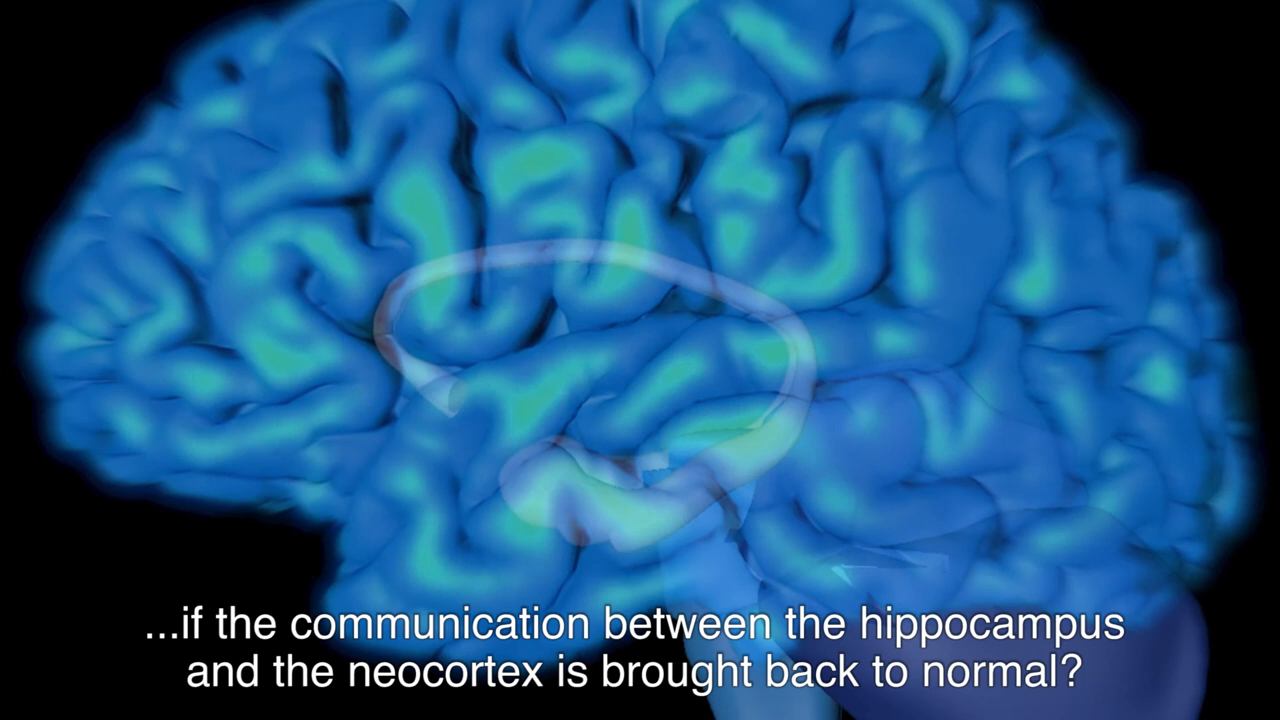 ...if the communication between the hippocampus
and the neocortex is brought back to normal?